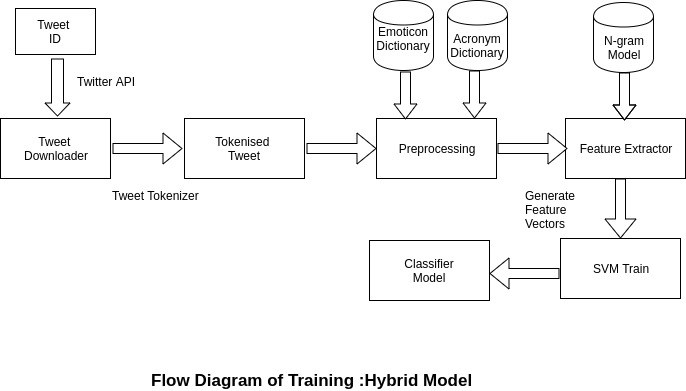 Tweet
ID
Emoticon
Dictionary
Acronym
Dictionary
N-gram
Model
Twitter API
Tweet
Downloader
Tokenised
Tweet
Preprocessing
Feature Extractor
Tweet Tokenizer
Generate
Feature
Vectors
Classifier
Model
SVM Train
Flow Diagram of Training :Hybrid Model